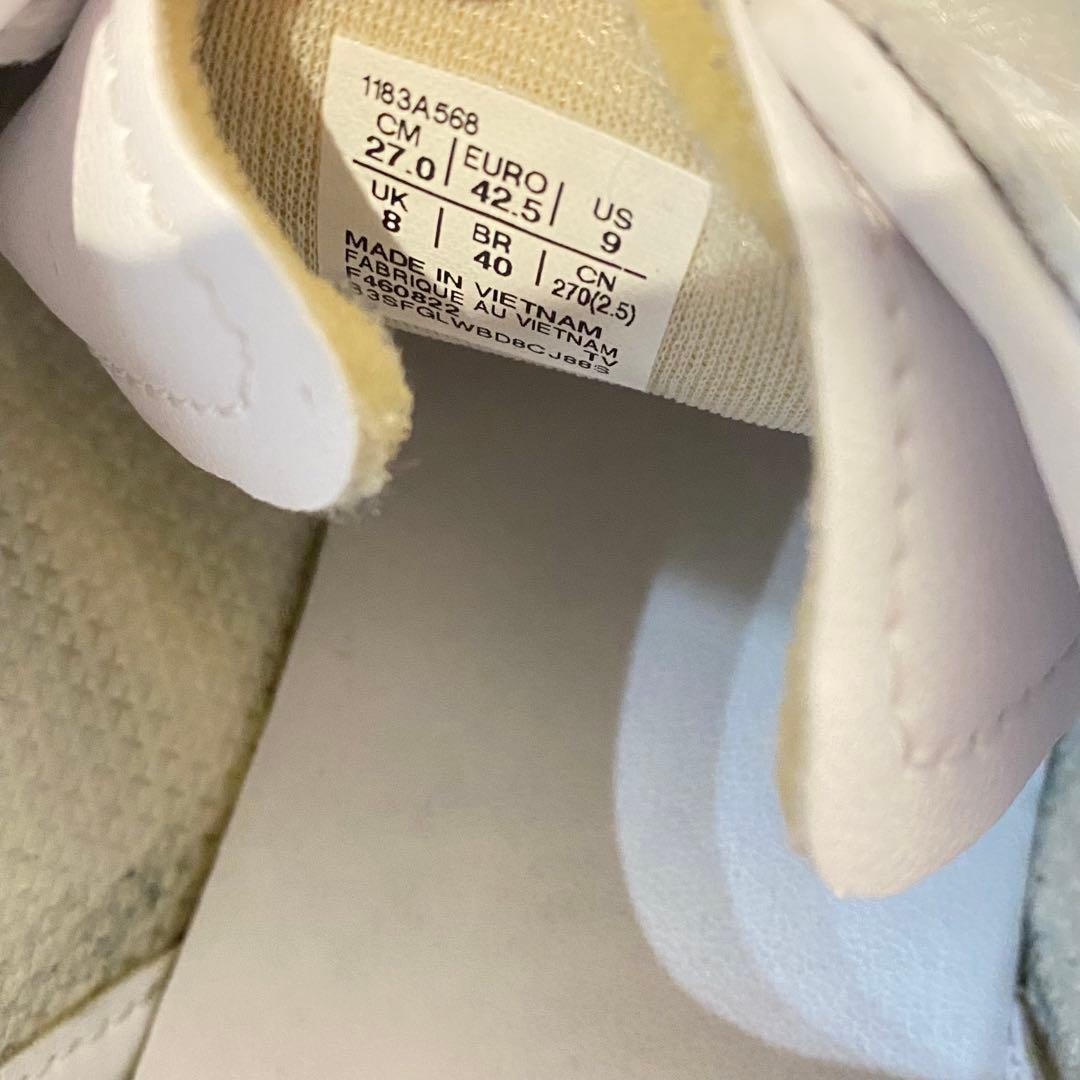 1183A568
CM | EURO | US
27.0 | 42.5 | 9
UK | BR | CN
8 | 40 | 270(2.5)
MADE IN VIETNAM
FABRIQUE AU VIETNAM
F460822 TV